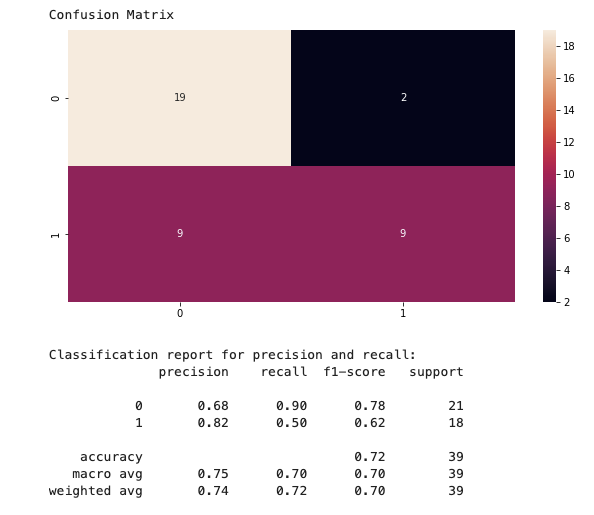 Confusion Matrix
0
19
2
1
9
9
0
1
18
16
14
12
10
8
6
4
2
Classification report for precision and recall:
precision recall f1-score support
0 0.68 0.90 0.78 21
1 0.82 0.50 0.62 18
accuracy 0.72 39
macro avg 0.75 0.70 0.70 39
weighted avg 0.74 0.72 0.70 39